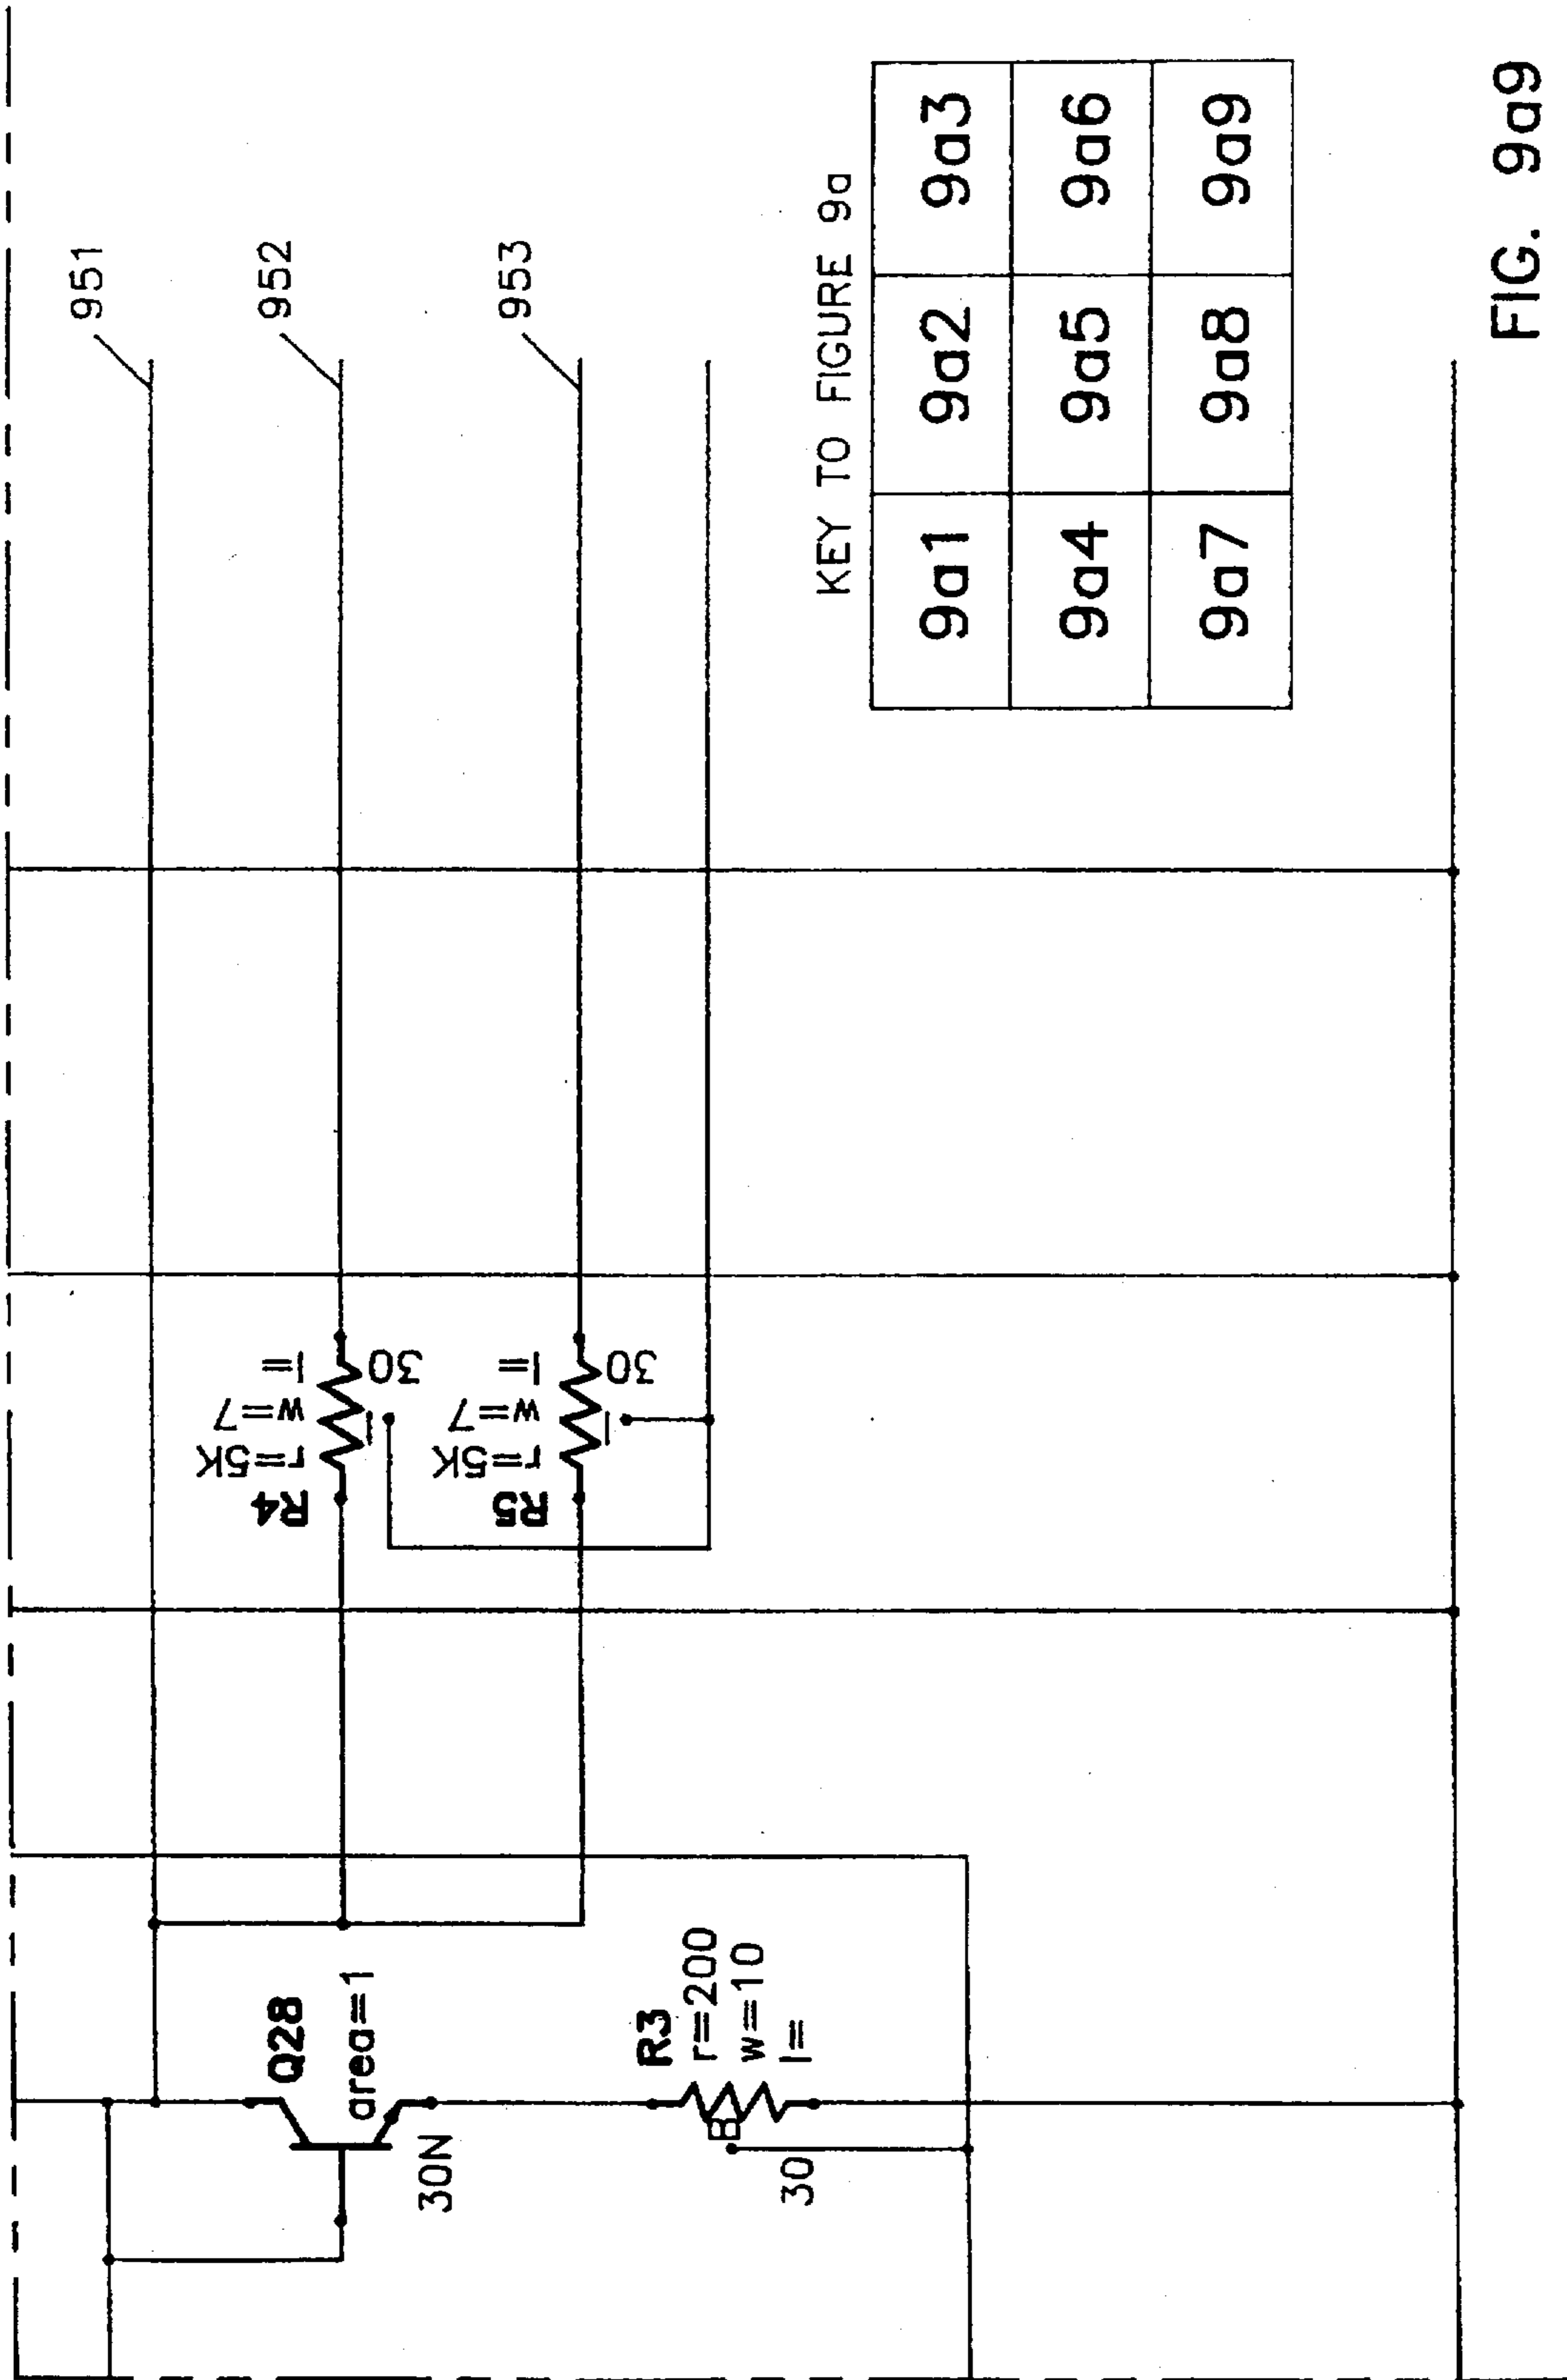 951
952
953
R4
r=5K
w=7
l=
30
R5
r=5K
w=7
l=
30
Q28
area=1
30N
R3
r=200
w=10
l=
B
30
KEY TO FIGURE 9a
9a1 9a2 9a3
9a4 9a5 9a6
9a7 9a8 9a9
FIG. 9a9